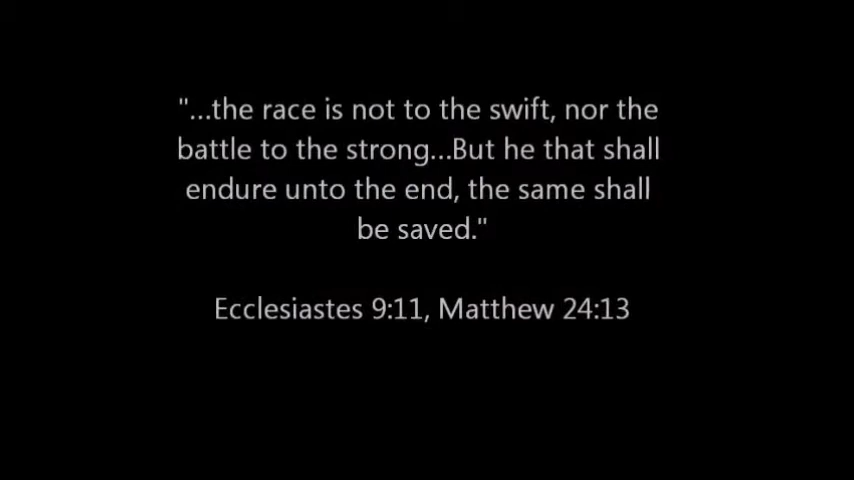 "...the race is not to the swift, nor the
battle to the strong...But he that shall
endure unto the end, the same shall
be saved."
Ecclesiastes 9:11, Matthew 24:13